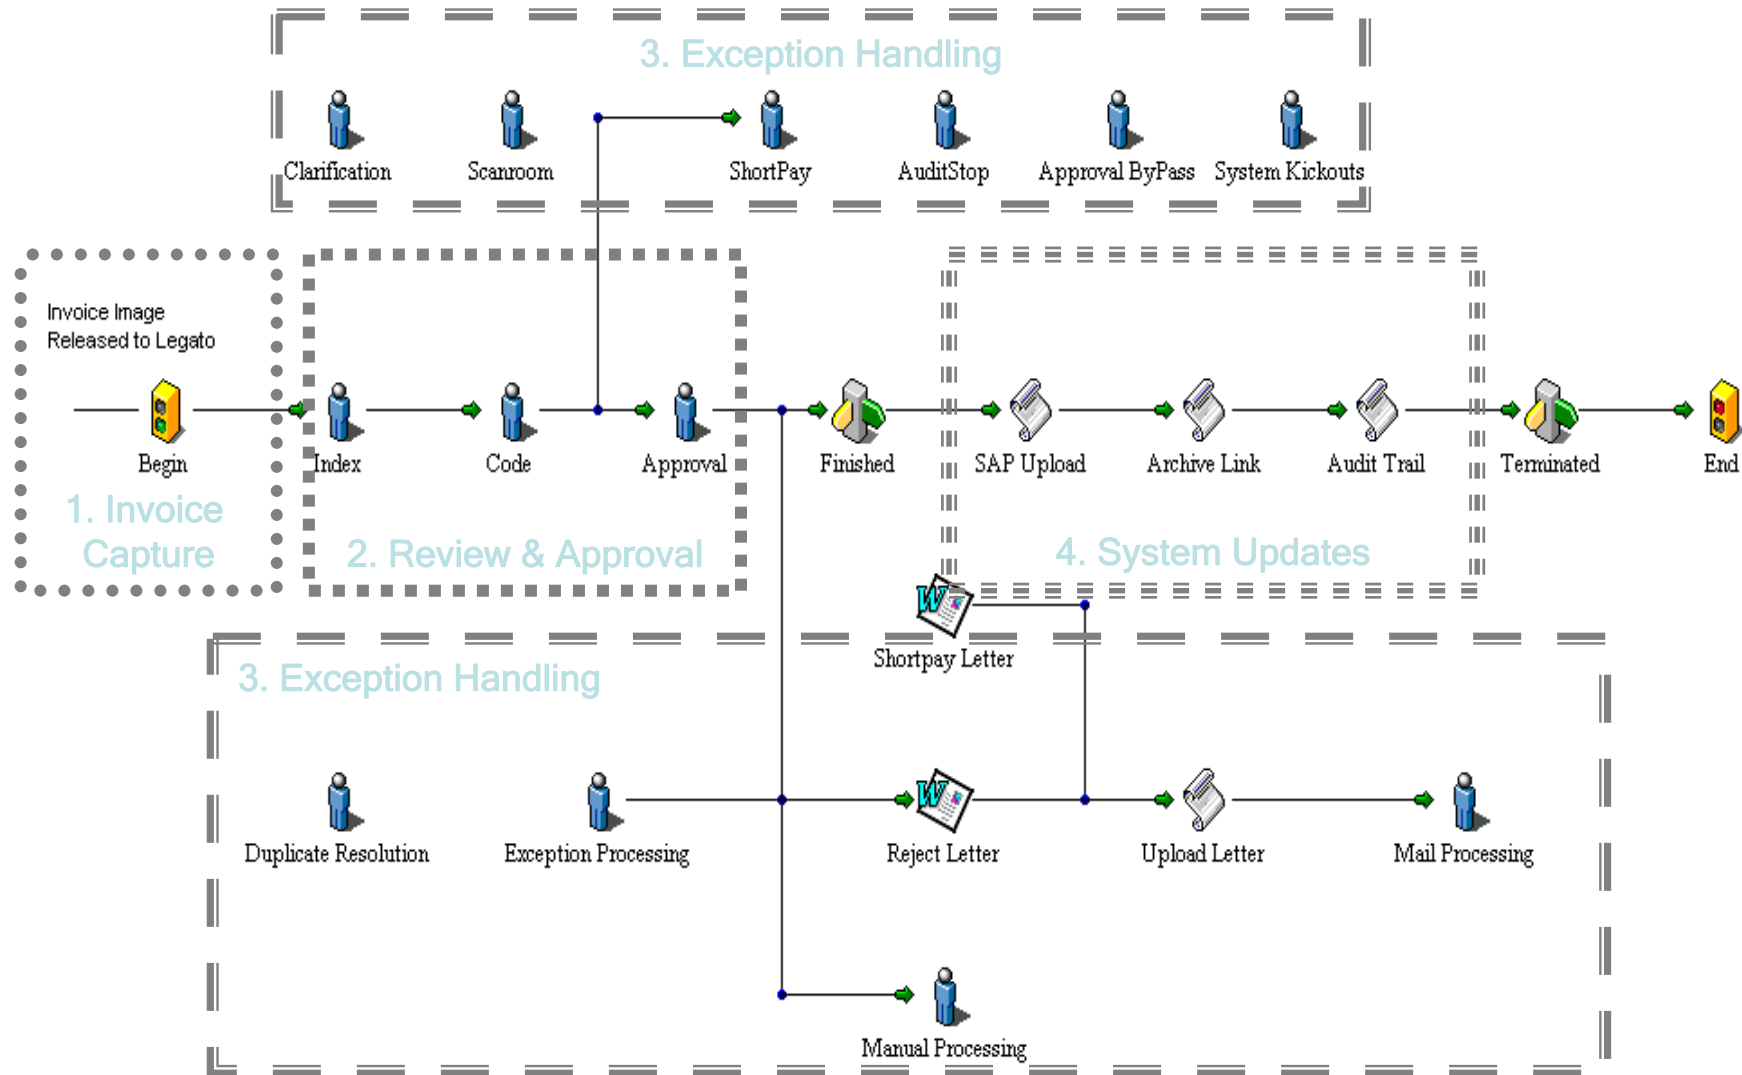 3. Exception Handling
Clarification
Scanroom
ShortPay
AuditStop
Approval ByPass
System Kickouts
Invoice Image
Released to Legato
Begin
Index
Code
Approval
Finished
SAP Upload
Archive Link
Audit Trail
Terminated
End
1. Invoice
Capture
2. Review & Approval
4. System Updates
W
Shortpay Letter
3. Exception Handling
W
Duplicate Resolution
Exception Processing
Reject Letter
Upload Letter
Mail Processing
Manual Processing